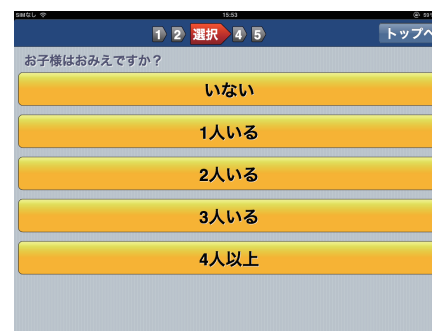 SIMなし 15:53
1 2 選択 4 5 トップへ
お子様はおみえですか？
いない
1人いる
2人いる
3人いる
4人以上